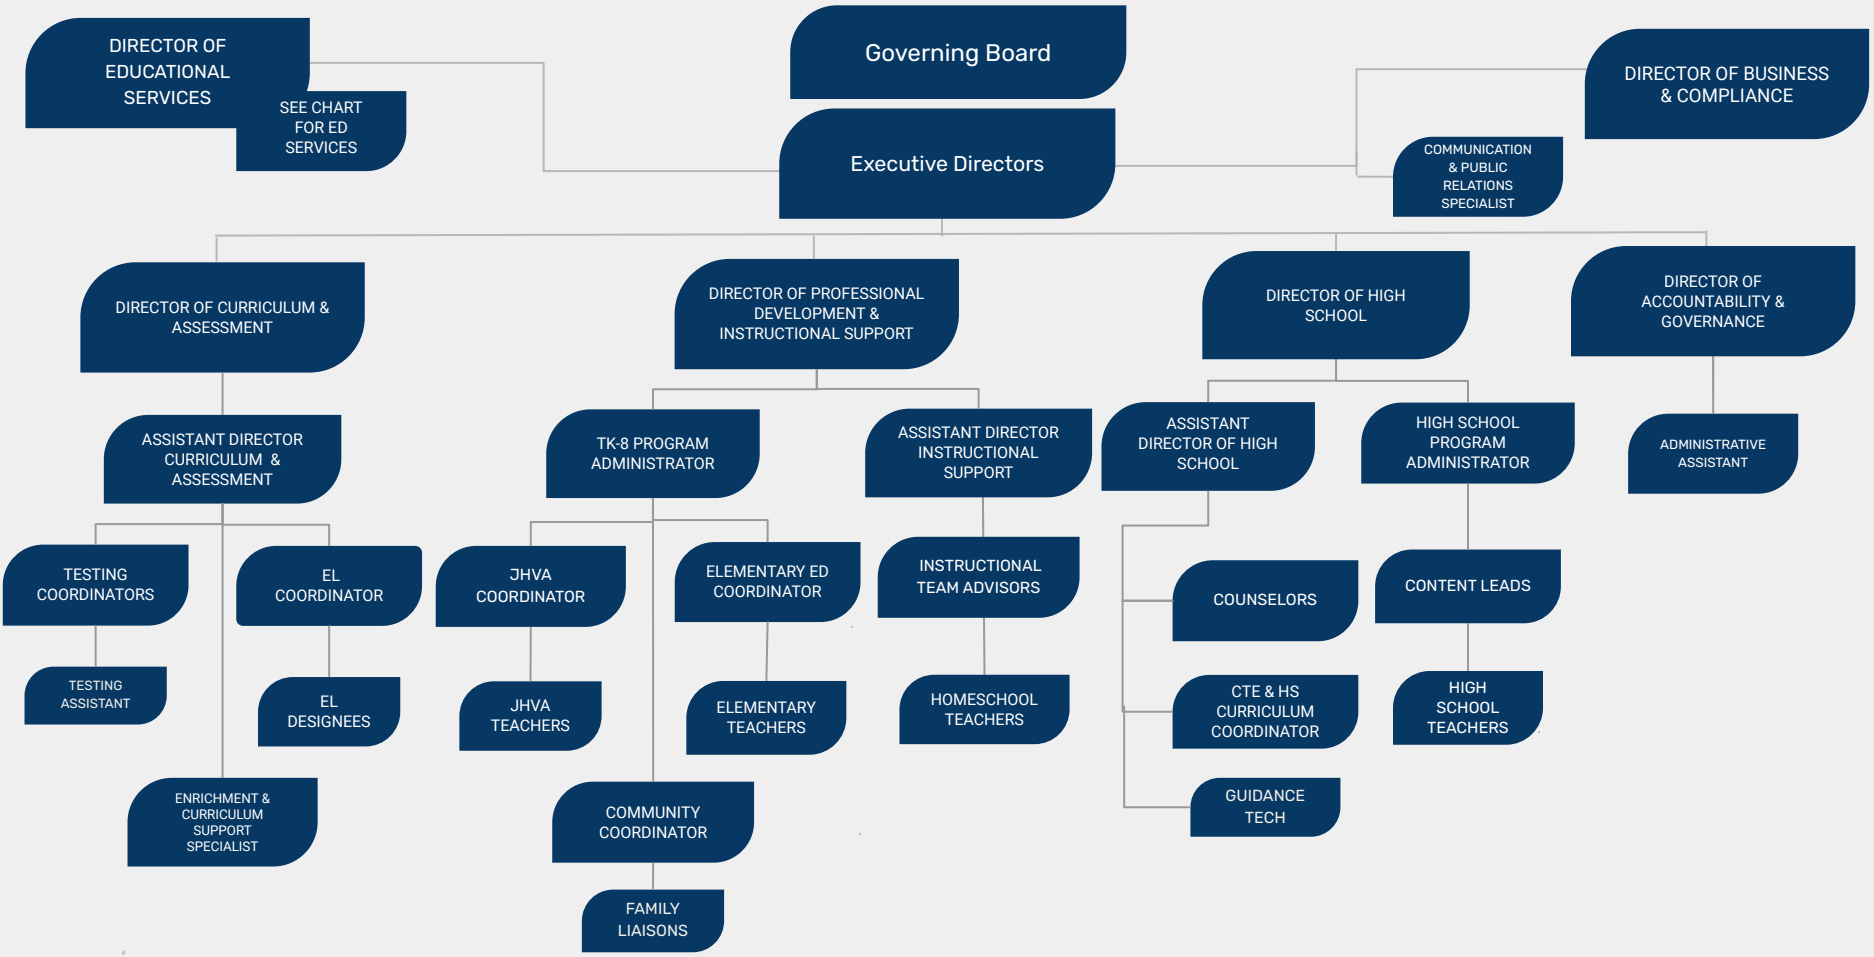 DIRECTOR OF
EDUCATIONAL
SERVICES
SEE CHART
FOR ED
SERVICES
Governing Board
Executive Directors
DIRECTOR OF BUSINESS
& COMPLIANCE
COMMUNICATION
& PUBLIC
RELATIONS
SPECIALIST
DIRECTOR OF CURRICULUM &
ASSESSMENT
DIRECTOR OF PROFESSIONAL
DEVELOPMENT &
INSTRUCTIONAL SUPPORT
DIRECTOR OF HIGH
SCHOOL
DIRECTOR OF
ACCOUNTABILITY &
GOVERNANCE
ASSISTANT DIRECTOR
CURRICULUM &
ASSESSMENT
TK-8 PROGRAM
ADMINISTRATOR
ASSISTANT DIRECTOR
INSTRUCTIONAL
SUPPORT
ASSISTANT
DIRECTOR OF HIGH
SCHOOL
HIGH SCHOOL
PROGRAM
ADMINISTRATOR
ADMINISTRATIVE
ASSISTANT
TESTING
COORDINATORS
EL
COORDINATOR
JHVA
COORDINATOR
ELEMENTARY ED
COORDINATOR
INSTRUCTIONAL
TEAM ADVISORS
COUNSELORS
CONTENT LEADS
TESTING
ASSISTANT
EL
DESIGNEES
JHVA
TEACHERS
ELEMENTARY
TEACHERS
HOMESCHOOL
TEACHERS
CTE & HS
CURRICULUM
COORDINATOR
HIGH
SCHOOL
TEACHERS
ENRICHMENT &
CURRICULUM
SUPPORT
SPECIALIST
COMMUNITY
COORDINATOR
GUIDANCE
TECH
FAMILY
LIAISONS